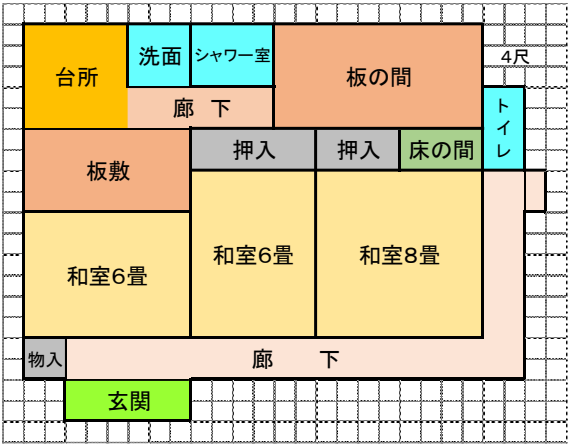 洗面
シャワー室
4尺
台所
板の間
廊 下
トイレ
押入
押入
床の間
板敷
和室6畳
和室8畳
和室6畳
物入
廊 下
玄関